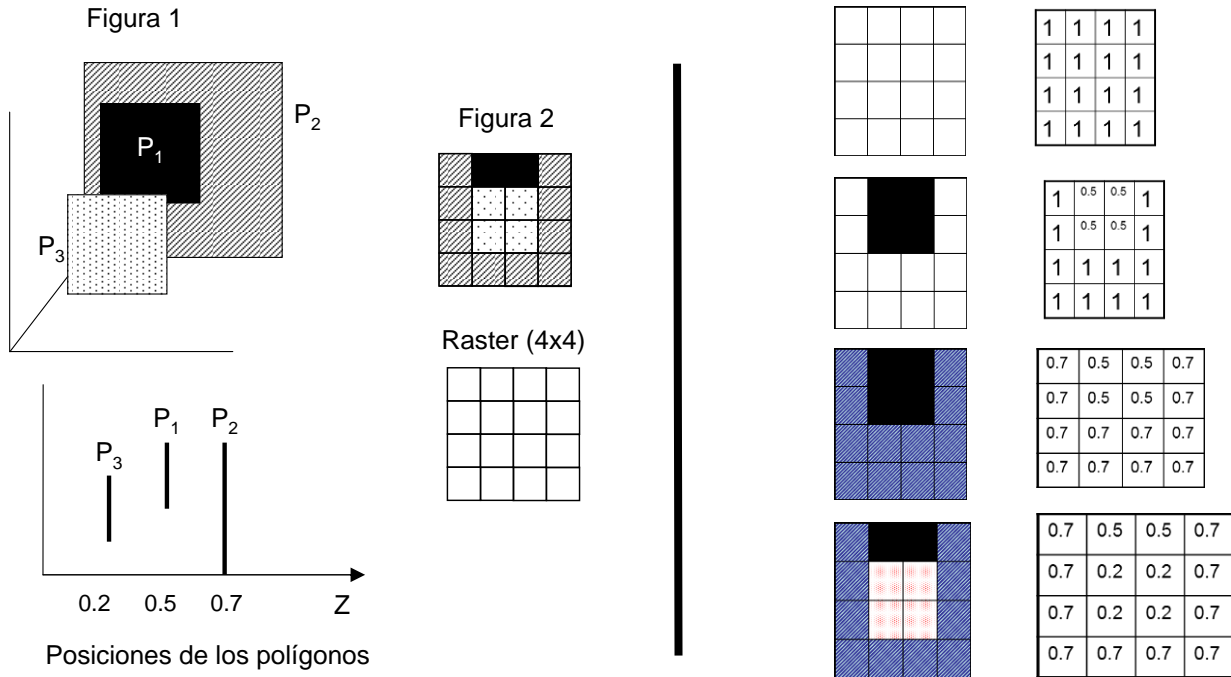 Figura 1
P2
P1
P3
Figura 2
Raster (4x4)
P1
P2
P3
0.2 0.5 0.7 Z
Posiciones de los polígonos
1 1 1 1
1 1 1 1
1 1 1 1
1 1 1 1
1 0.5 0.5 1
1 0.5 0.5 1
1 1 1 1
1 1 1 1
0.7 0.5 0.5 0.7
0.7 0.5 0.5 0.7
0.7 0.7 0.7 0.7
0.7 0.7 0.7 0.7
0.7 0.5 0.5 0.7
0.7 0.2 0.2 0.7
0.7 0.2 0.2 0.7
0.7 0.7 0.7 0.7